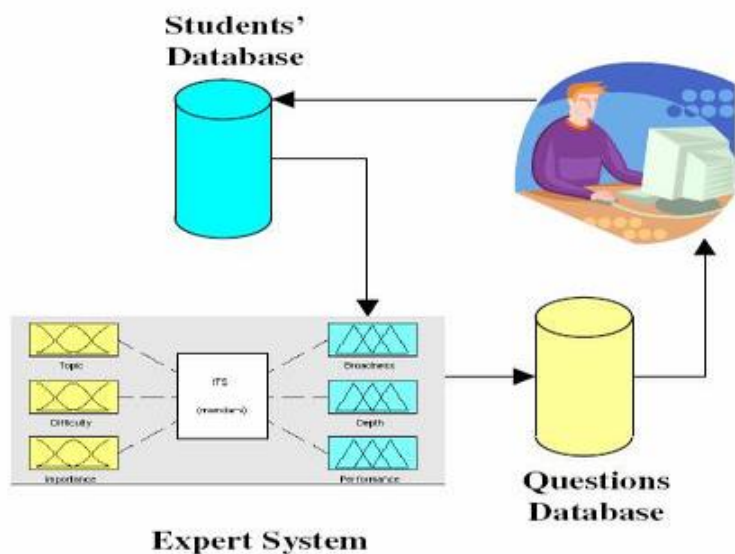 Students'
Database
Topic
Difficulty
Importance
ITS
(mamdani)
Broadness
Depth
Performance
Questions
Database
Expert System